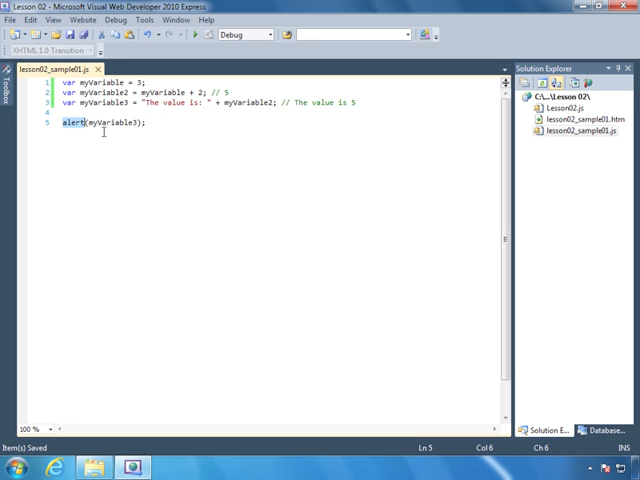 Lesson 02 - Microsoft Visual Web Developer 2010 Express
File Edit View Website Debug Tools Window Help
Debug
XHTML 1.0 Transition
lesson02_sample01.js
Toolbox
1 var myVariable = 3;
2 var myVariable2 = myVariable + 2; // 5
3 var myVariable3 = "The value is: " + myVariable2; // The value is 5
4
5 alert(myVariable3);
Solution Explorer
C:\...\Lesson 02\
Lesson02.js
lesson02_sample01.htm
lesson02_sample01.js
100 %
Solution E...
Database...
Item(s) Saved
Ln 5 Col 6 Ch 6 INS